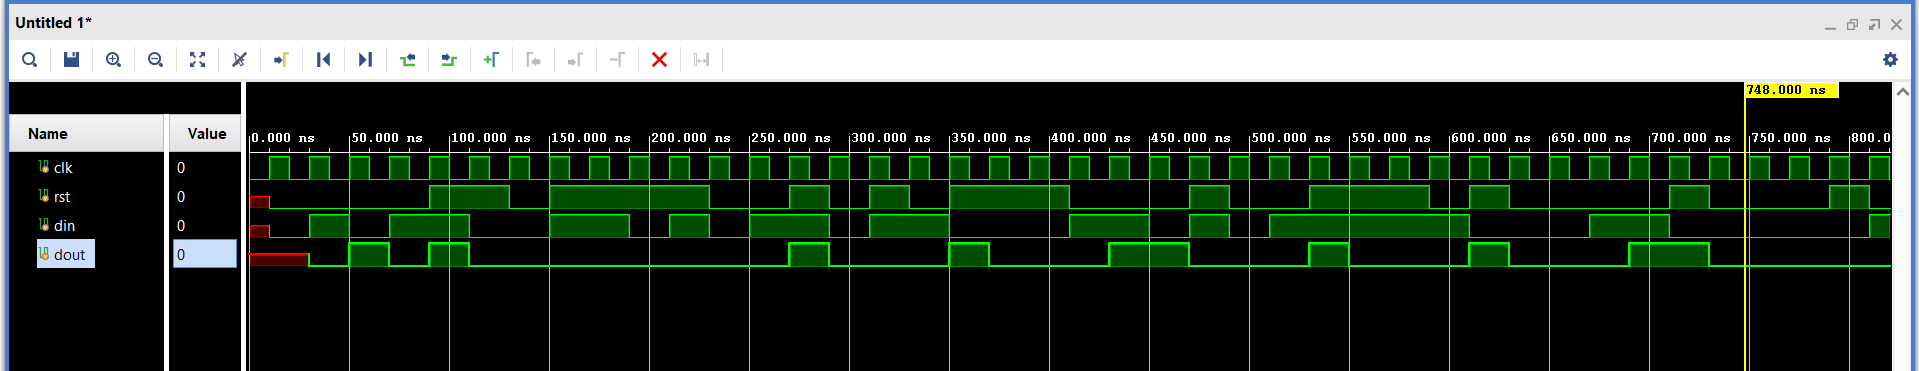 Untitled 1*
748.000 ns
Name Value
0.000 ns 50.000 ns 100.000 ns 150.000 ns 200.000 ns 250.000 ns 300.000 ns 350.000 ns 400.000 ns 450.000 ns 500.000 ns 550.000 ns 600.000 ns 650.000 ns 700.000 ns 750.000 ns 800.0
clk 0
rst 0
din 0
dout 0